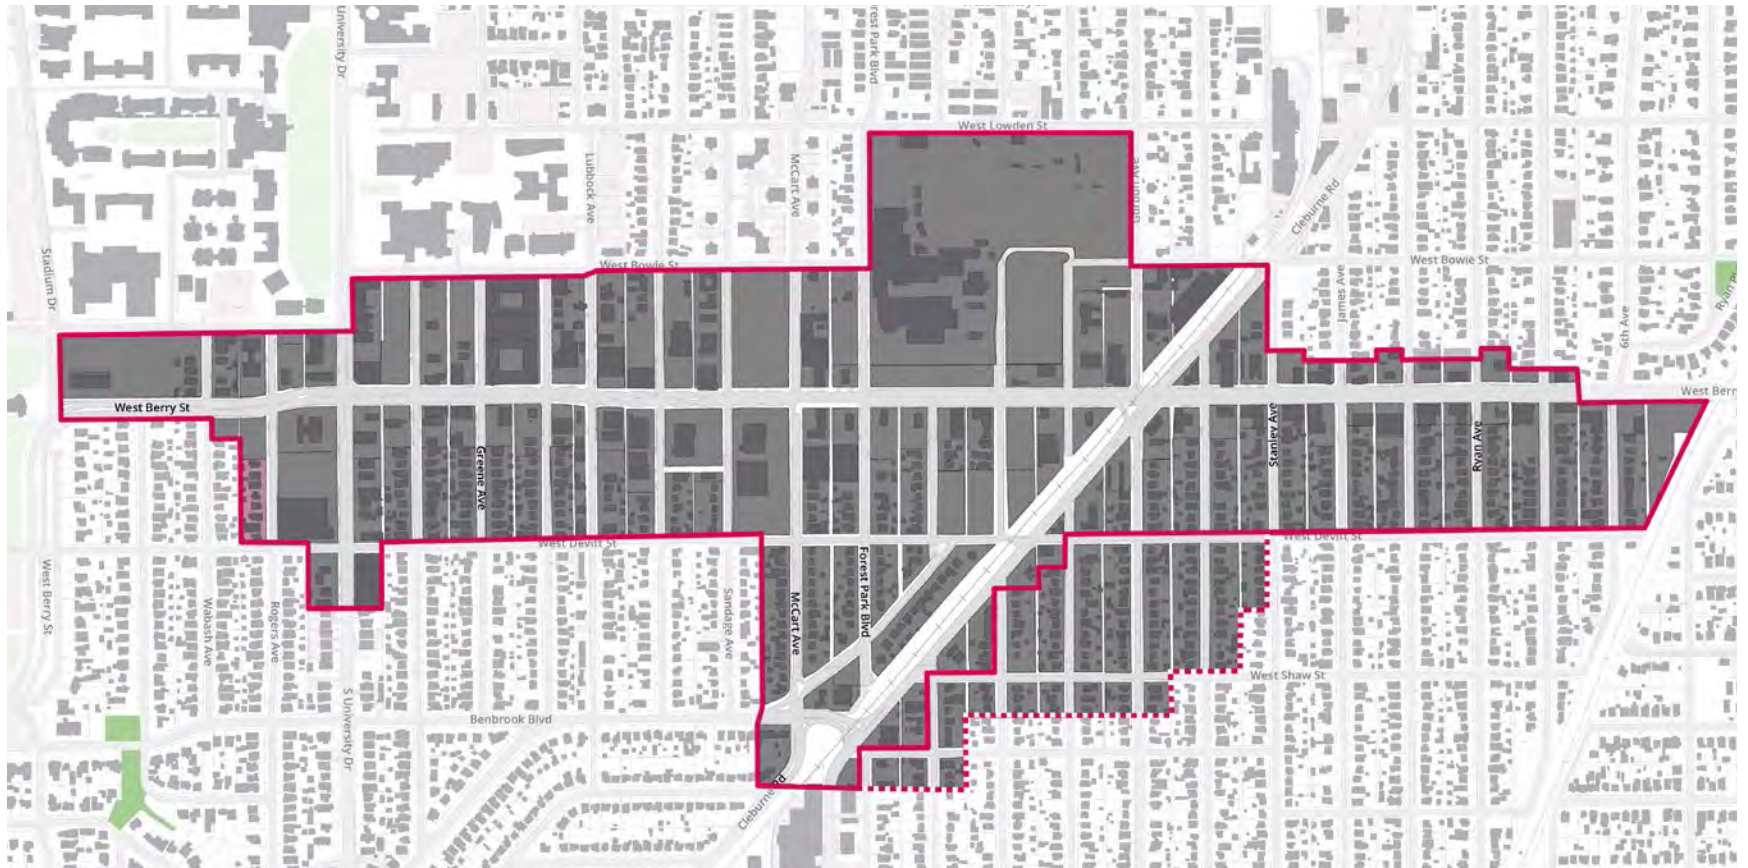 University Dr
Forest Park Blvd
West Lowden St
Lubbock Ave
McCart Ave
Cleburne Rd
Stadium Dr
West Bowie St
West Bowie St
James Ave
6th Ave
West Berry St
West Berr
Greene Ave
Stanley Ave
Ryan Ave
West Devitt St
West Devitt St
West Berry St
Wabash Ave
Rogers Ave
Sandage Ave
McCart Ave
Forest Park Blvd
West Shaw St
S University Dr
Benbrook Blvd
Cleburne Rd